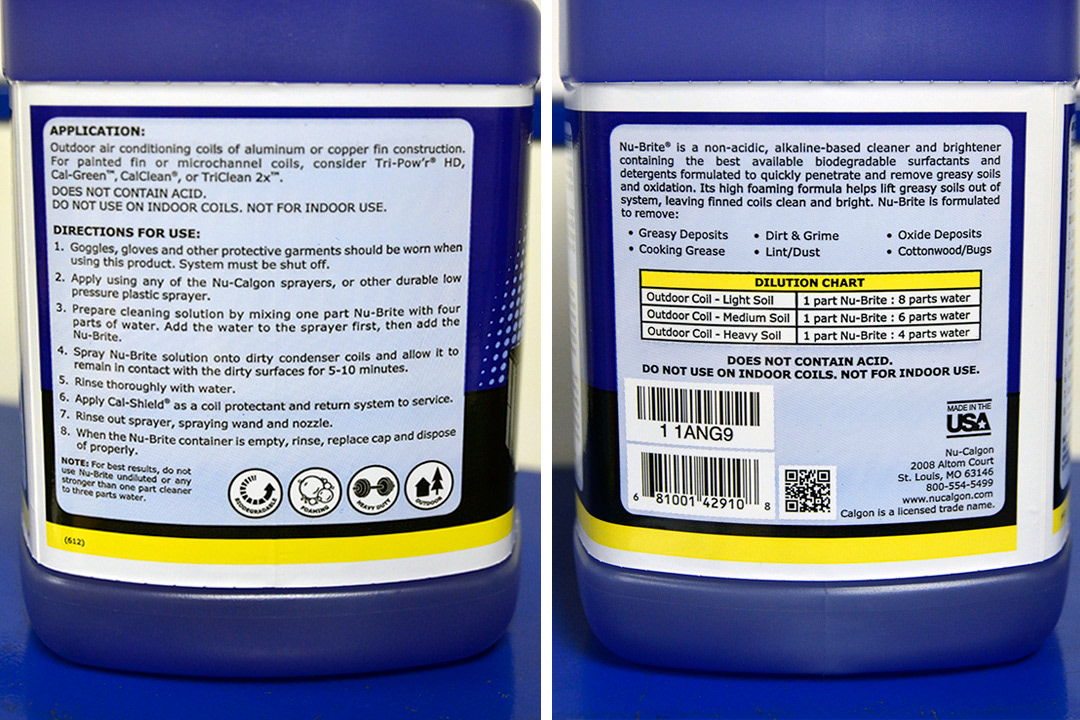 APPLICATION:
Outdoor air conditioning coils of aluminum or copper fin construction.
For painted fin or microchannel coils, consider Tri-Pow'r® HD,
Cal-Green™, CalClean®, or TriClean 2x™.
DOES NOT CONTAIN ACID.
DO NOT USE ON INDOOR COILS. NOT FOR INDOOR USE.
DIRECTIONS FOR USE:
1. Goggles, gloves and other protective garments should be worn when
using this product. System must be shut off.
2. Apply using any of the Nu-Calgon sprayers, or other durable low
pressure plastic sprayer.
3. Prepare cleaning solution by mixing one part Nu-Brite with four
parts of water. Add the water to the sprayer first, then add the
Nu-Brite.
4. Spray Nu-Brite solution onto dirty condenser coils and allow it to
remain in contact with the dirty surfaces for 5-10 minutes.
5. Rinse thoroughly with water.
6. Apply Cal-Shield® as a coil protectant and return system to service.
7. Rinse out sprayer, spraying wand and nozzle.
8. When the Nu-Brite container is empty, rinse, replace cap and dispose
of properly.
NOTE: For best results, do not
use Nu-Brite undiluted or any
stronger than one part cleaner
to three parts water.
BIODEGRADABLE
FOAMING
HEAVY DUTY
OUTDOOR
(612)
Nu-Brite® is a non-acidic, alkaline-based cleaner and brightener
containing the best available biodegradable surfactants and
detergents formulated to quickly penetrate and remove greasy soils
and oxidation. Its high foaming formula helps lift greasy soils out of
system, leaving finned coils clean and bright. Nu-Brite is formulated
to remove:
• Greasy Deposits • Dirt & Grime • Oxide Deposits
• Cooking Grease • Lint/Dust • Cottonwood/Bugs
DILUTION CHART
Outdoor Coil - Light Soil 1 part Nu-Brite : 8 parts water
Outdoor Coil - Medium Soil 1 part Nu-Brite : 6 parts water
Outdoor Coil - Heavy Soil 1 part Nu-Brite : 4 parts water
DOES NOT CONTAIN ACID.
DO NOT USE ON INDOOR COILS. NOT FOR INDOOR USE.
1 1ANG9
MADE IN THE
USA
6 81001 42910 8
Nu-Calgon
2008 Altom Court
St. Louis, MO 63146
800-554-5499
www.nucalgon.com
Calgon is a licensed trade name.